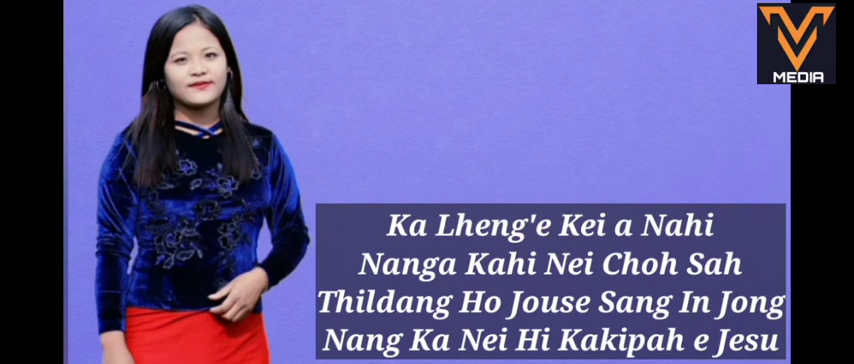 MEDIA
Ka Lheng'e Kei a Nahi
Nanga Kahi Nei Choh Sah
Thildang Ho Jouse Sang In Jong
Nang Ka Nei Hi Kakipah e Jesu